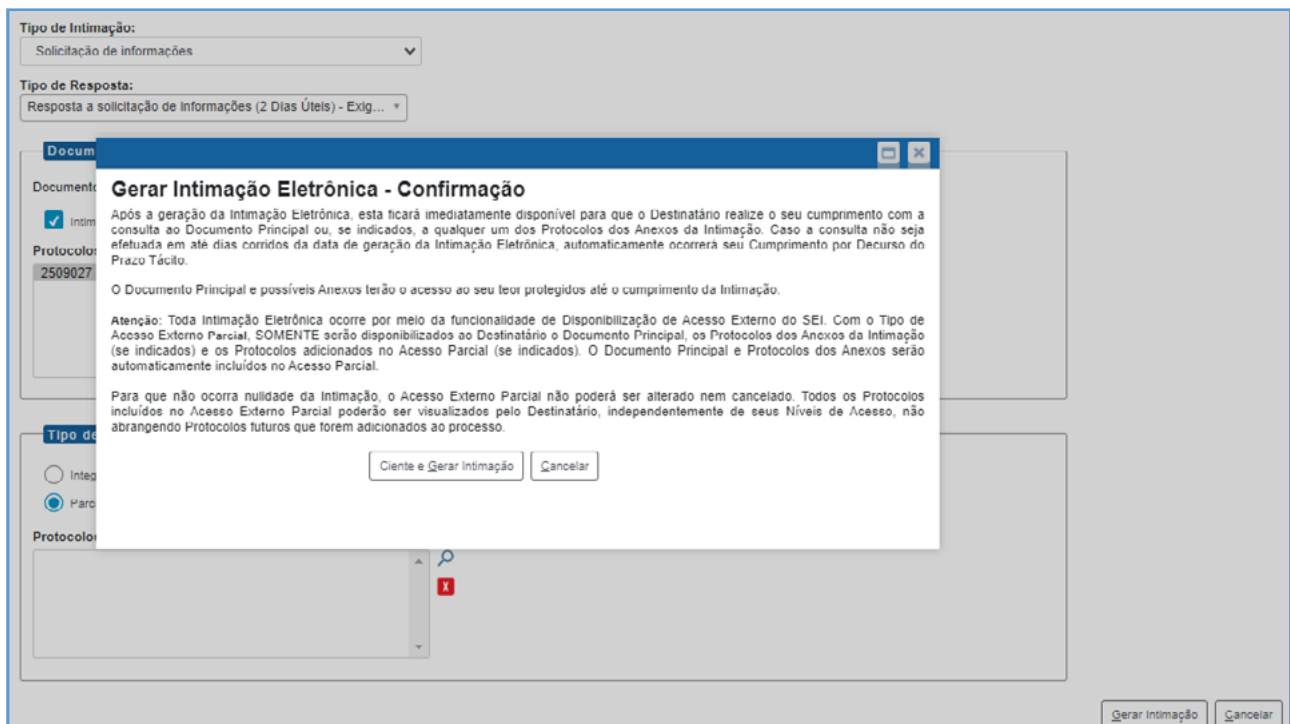 Tipo de Intimação:
Solicitação de informações
Tipo de Resposta:
Resposta a solicitação de informações (2 Dias Úteis) - Exig...
Docum
Documento
Intim
Protocolo
2509027
Gerar Intimação Eletrônica - Confirmação
Após a geração da Intimação Eletrônica, esta ficará imediatamente disponível para que o Destinatário realize o seu cumprimento com a
consulta ao Documento Principal ou, se indicados, a qualquer um dos Protocolos dos Anexos da Intimação. Caso a consulta não seja
efetuada em até dias corridos da data de geração da Intimação Eletrônica, automaticamente ocorrerá seu Cumprimento por Decurso do
Prazo Tácito.
O Documento Principal e possíveis Anexos terão o acesso ao seu teor protegidos até o cumprimento da Intimação.
Atenção: Toda Intimação Eletrônica ocorre por meio da funcionalidade de Disponibilização de Acesso Externo do SEI. Com o Tipo de
Acesso Externo Parcial, SOMENTE serão disponibilizados ao Destinatário o Documento Principal, os Protocolos dos Anexos da Intimação
(se indicados) e os Protocolos adicionados no Acesso Parcial (se indicados). O Documento Principal e Protocolos dos Anexos serão
automaticamente incluídos no Acesso Parcial.
Para que não ocorra nulidade da Intimação, o Acesso Externo Parcial não poderá ser alterado nem cancelado. Todos os Protocolos
incluídos no Acesso Externo Parcial poderão ser visualizados pelo Destinatário, independentemente de seus Níveis de Acesso, não
abrangendo Protocolos futuros que forem adicionados ao processo.
Ciente e Gerar Intimação
Cancelar
Tipo de
Integ
Parc
Protocolo
Gerar Intimação
Cancelar